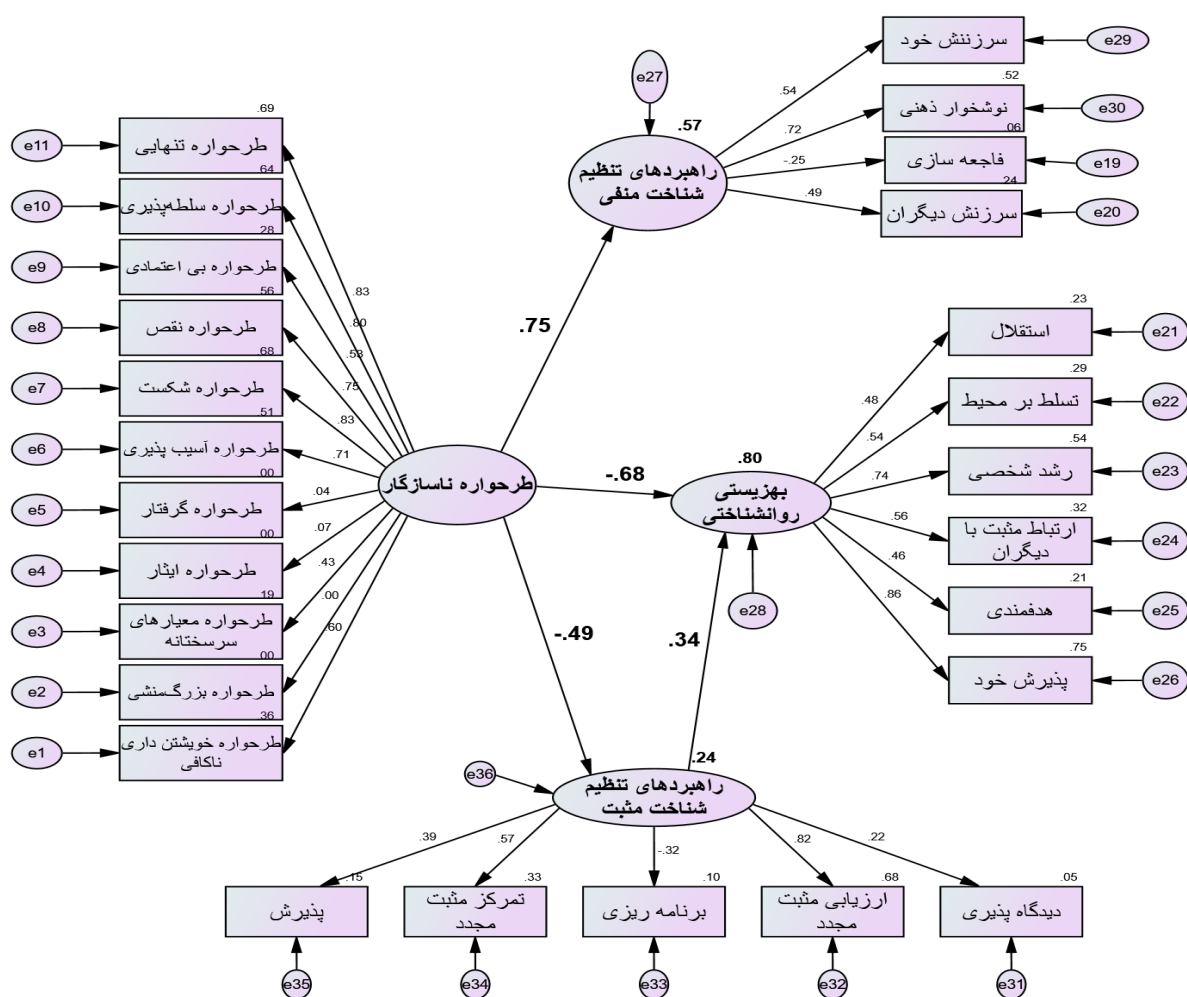 e27
.57
راهبردهای تنظیم
شناخت منفی
.54
.72
-.25
.49
سرزننش خود
e29
.52
نوشخوار ذهنی
.06
e30
فاجعه سازی
.24
e19
سرزنش دیگران
e20
.69
e11
طرحواره تنهایی
.64
e10
طرحواره سلطه‌پذیری
.28
e9
طرحواره بی اعتمادی
.56
e8
طرحواره نقص
.68
e7
طرحواره شکست
.51
e6
طرحواره آسیب پذیری
.00
e5
طرحواره گرفتار
.00
e4
طرحواره ایثار
.19
e3
طرحواره معیارهای
سرسختانه
.00
e2
طرحواره بزرگ‌منشی
.36
e1
طرحواره خویشتن داری
ناکافی
.83
.80
.53
.75
.83
.71
.04
.07
.43
.00
.60
طرحواره ناسازگار
.75
-.68
-.49
.34
.80
بهزیستی
روانشناختی
e28
.48
.54
.74
.56
.46
.86
.23
استقلال
e21
.29
تسلط بر محیط
e22
.54
رشد شخصی
e23
.32
ارتباط مثبت با
دیگران
e24
.21
هدفمندی
e25
.75
پذیرش خود
e26
e36
.24
راهبردهای تنظیم
شناخت مثبت
.39
.57
-.32
.82
.22
.15
پذیرش
e35
.33
تمرکز مثبت
مجدد
e34
.10
برنامه ریزی
e33
.68
ارزیابی مثبت
مجدد
e32
.05
دیدگاه پذیری
e31